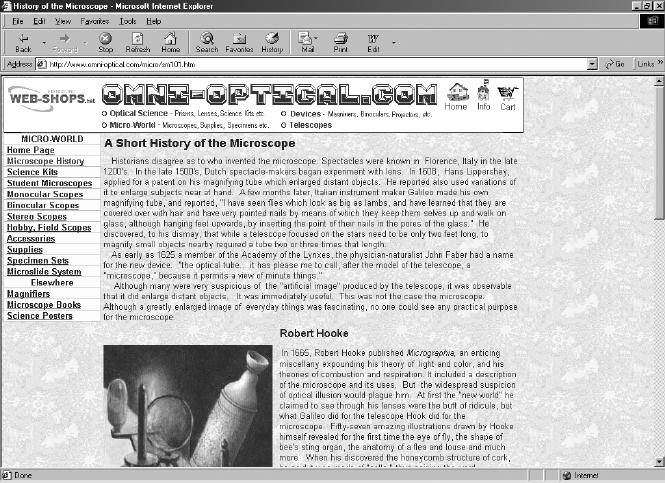 History of the Microscope - Microsoft Internet Explorer
File Edit View Favorites Tools Help
Back Forward Stop Refresh Home Search Favorites History Mail Print Edit
Address http://www.omni-optical.com/micro/sm101.htm Go Links »
WEB-SHOPS.net
OMNI-OPTICAL.COM
Home Info Cart
Optical Science - Prisms, Lenses, Science Kits etc.
Devices - Magnifiers, Binoculars, Projectors, etc.
Micro-World - Microscopes, Supplies, Specimens etc.
Telescopes
MICRO-WORLD
Home Page
Microscope History
Science Kits
Student Microscopes
Monocular Scopes
Binocular Scopes
Stereo Scopes
Hobby, Field Scopes
Accessories
Supplies
Specimen Sets
Microslide System
Elsewhere
Magnifiers
Microscope Books
Science Posters
A Short History of the Microscope
Historians disagree as to who invented the microscope. Spectacles were known in Florence, Italy in the late
1200's. In the late 1500's, Dutch spectacle-makers began experiment with lens. In 1608, Hans Lippershey,
applied for a patent on his magnifying tube which enlarged distant objects. He reported also used variations of
it to enlarge subjects near at hand. A few months later, Italian instrument maker Galileo made his own
magnifying tube, and reported, "I have seen flies which look as big as lambs, and have learned that they are
covered over with hair and have very pointed nails by means of which they keep them selves up and walk on
glass, although hanging feet upwards, by inserting the point of their nails in the pores of the glass." He
discovered, to his dismay, that while a telescope focused on the stars need to be only two feet long, to
magnify small objects nearby required a tube two or three times that length.
As early as 1625 a member of the Academy of the Lynxes, the physician-naturalist John Faber had a name
for the new device. "the optical tube... it has please me to call, after the model of the telescope, a
"microscope," because it permits a view of minute things."
Although many were very suspicious of the "artificial image" produced by the telescope, it was observable
that it did enlarge distant objects. It was immediately useful. This was not the case the microscope.
Although a greatly enlarged image of everyday things was fascinating, no one could see any practical purpose
for the microscope.
Robert Hooke
In 1665, Robert Hooke published Micrographia, an enticing
miscellany expounding his theory of light and color, and his
theories of combustion and respiration. It included a description
of the microscope and its uses. But the widespread suspicion
of optical illusion would plague him. At first the "new world" he
claimed to see through his lenses were the butt of ridicule, but
what Galileo did for the telescope Hook did for the
microscope. Fifty-seven amazing illustrations drawn by Hooke
himself revealed for the first time the eye of fly, the shape of
bee's sting organ, the anatomy of a flea and louse and much
more. When his discovered the honeycomb structure of cork,
Done
Internet